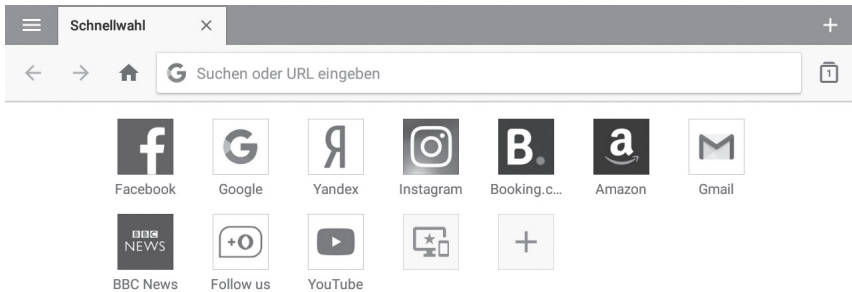 Schnellwahl
1
Suchen oder URL eingeben
f G Я B. a M
Facebook Google Yandex Instagram Booking.c... Amazon Gmail
BBC
NEWS +O
BBC News Follow us YouTube